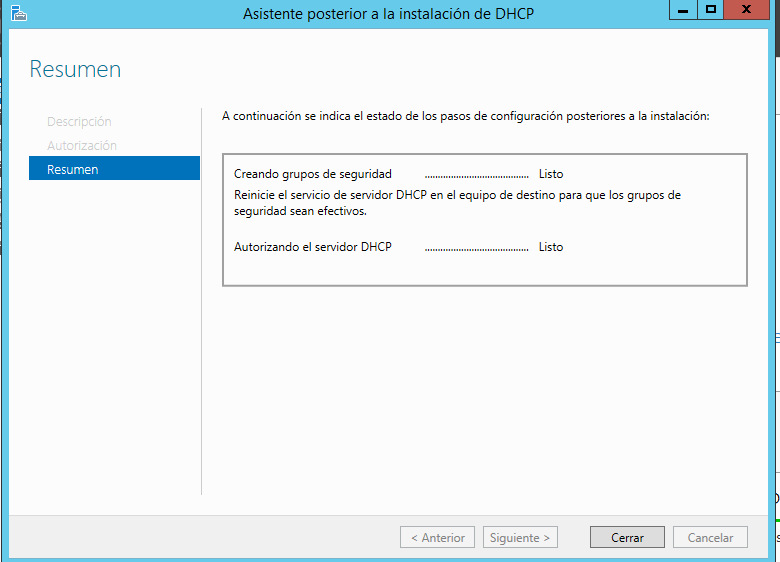 Asistente posterior a la instalación de DHCP
Resumen
Descripción
Autorización
Resumen
A continuación se indica el estado de los pasos de configuración posteriores a la instalación:
Creando grupos de seguridad ........................................ Listo
Reinicie el servicio de servidor DHCP en el equipo de destino para que los grupos de
seguridad sean efectivos.
Autorizando el servidor DHCP ........................................ Listo
< Anterior
Siguiente >
Cerrar
Cancelar